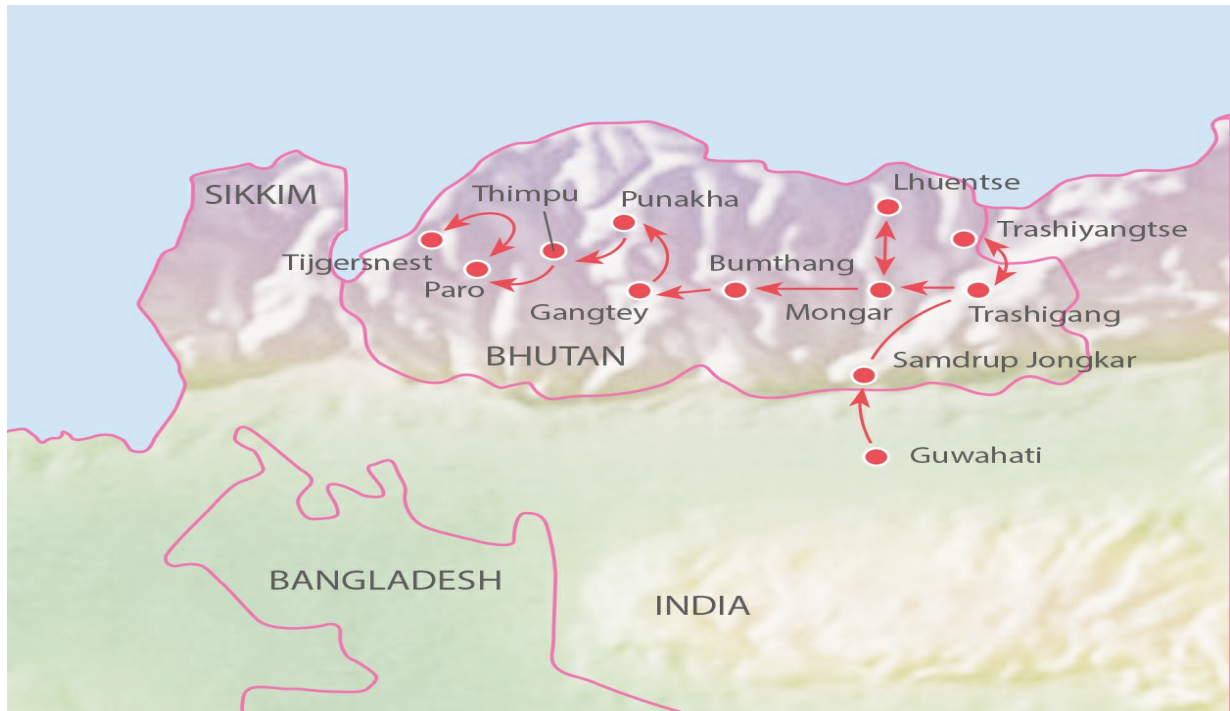 Lhuentse
SIKKIM
Thimpu
Punakha
Trashiyangtse
Tijgersnest
Bumthang
Paro
Gangtey
Mongar
Trashigang
BHUTAN
Samdrup Jongkar
Guwahati
BANGLADESH
INDIA